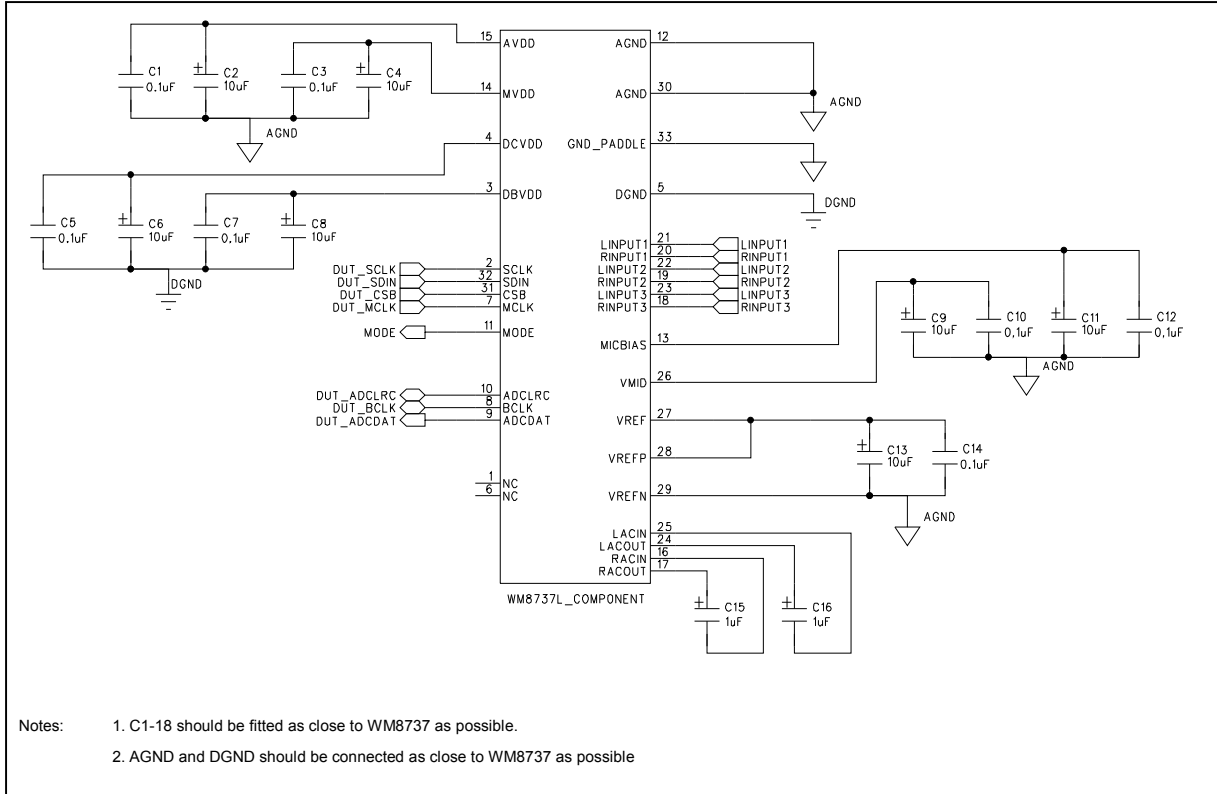 15 AVDD AGND 12
C1 0.1uF
C2 10uF
C3 0.1uF
C4 10uF
14 MVDD AGND 30
AGND
AGND
4 DCVDD GND_PADDLE 33
3 DBVDD DGND 5
DGND
C5 0.1uF
C6 10uF
C7 0.1uF
C8 10uF
DGND
LINPUT1 21 LINPUT1
RINPUT1 20 RINPUT1
DUT_SCLK 2 SCLK LINPUT2 22 LINPUT2
DUT_SDIN 32 SDIN RINPUT2 19 RINPUT2
DUT_CSB 31 CSB LINPUT3 23 LINPUT3
DUT_MCLK 7 MCLK RINPUT3 18 RINPUT3
MODE 11 MODE
MICBIAS 13
C9 10uF
C10 0,1uF
C11 10uF
C12 0,1uF
AGND
VMID 26
DUT_ADCLRC 10 ADCLRC
DUT_BCLK 8 BCLK
DUT_ADCDAT 9 ADCDAT
VREF 27
VREFP 28
C13 10uF
C14 0.1uF
1 NC
6 NC
VREFN 29
AGND
LACIN 25
LACOUT 24
RACIN 16
RACOUT 17
WM8737L_COMPONENT
C15 1uF
C16 1uF
Notes: 1. C1-18 should be fitted as close to WM8737 as possible.
2. AGND and DGND should be connected as close to WM8737 as possible